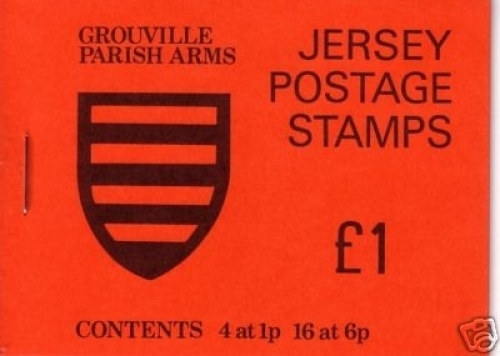 GROUVILLE
PARISH ARMS
JERSEY
POSTAGE
STAMPS
£1
CONTENTS 4 at 1p 16 at 6p